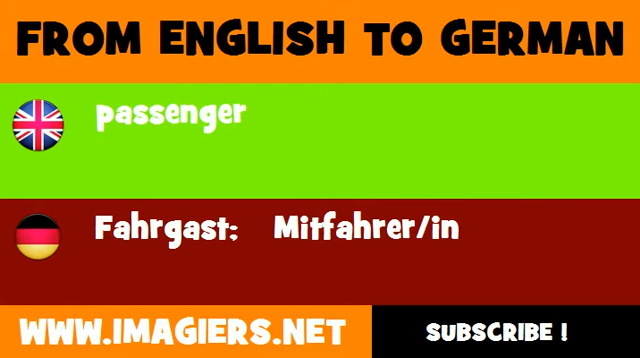 FROM ENGLISH TO GERMAN
passenger
Fahrgast; Mitfahrer/in
WWW.IMAGIERS.NET
SUBSCRIBE !